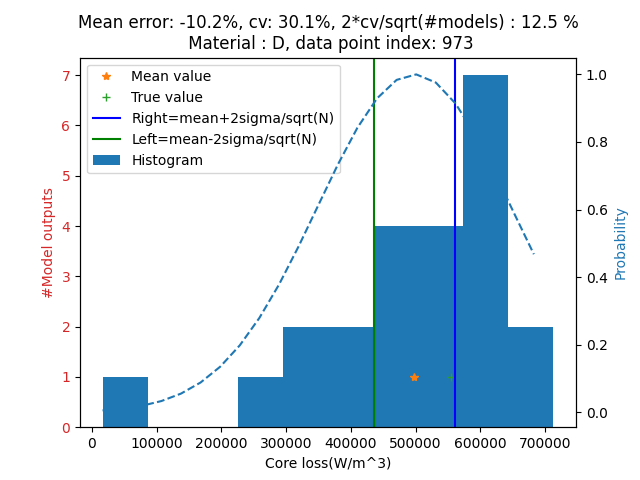 Mean error: -10.2%, cv: 30.1%, 2*cv/sqrt(#models) : 12.5 %
Material : D, data point index: 973
Mean value
True value
Right=mean+2sigma/sqrt(N)
Left=mean-2sigma/sqrt(N)
Histogram
#Model outputs
7
6
5
4
3
2
1
0
1.0
0.8
0.6
0.4
0.2
0.0
Probability
0 100000 200000 300000 400000 500000 600000 700000
Core loss(W/m^3)